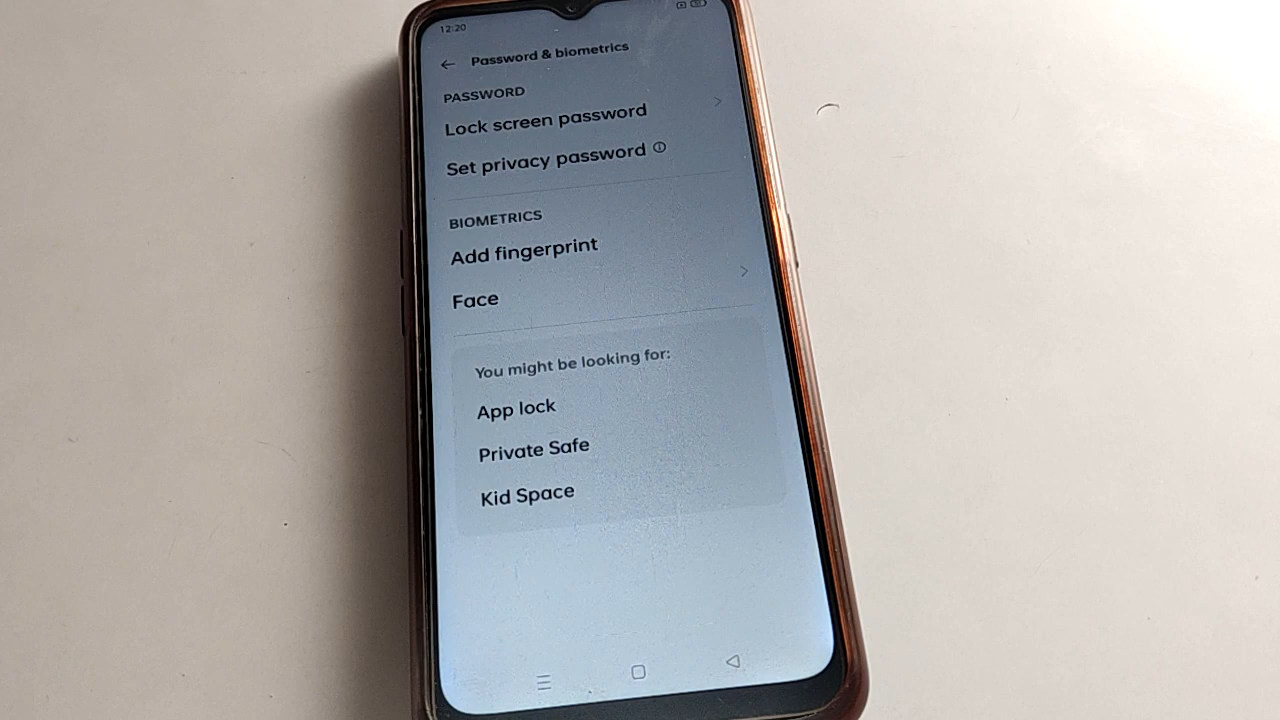 12:20
Password & biometrics
PASSWORD
Lock screen password
Set privacy password
BIOMETRICS
Add fingerprint
Face
You might be looking for:
App lock
Private Safe
Kid Space